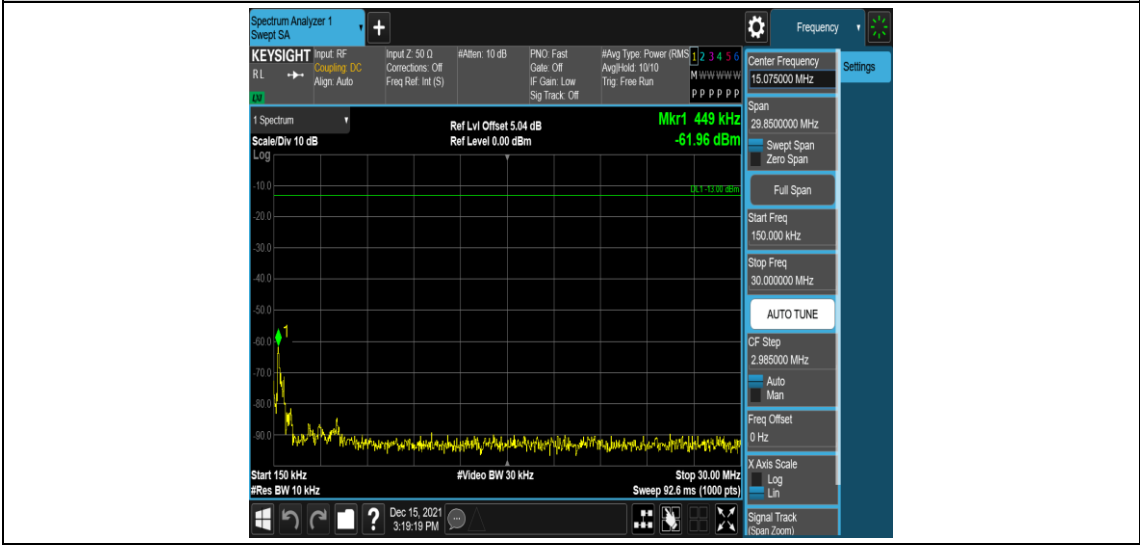 Spectrum Analyzer 1
Swept SA
+
Frequency
KEYSIGHT
RL
LNI
Input: RF
Coupling: DC
Align: Auto
Input Z: 50 Ω
Corrections: Off
Freq Ref: Int (S)
#Atten: 10 dB
PNO: Fast
Gate: Off
IF Gain: Low
Sig Track: Off
#Avg Type: Power (RMS
Avg|Hold: 10/10
Trig: Free Run
1 2 3 4 5 6
M W W W W W
P P P P P P
1 Spectrum
Scale/Div 10 dB
Log
Ref Lvl Offset 5.04 dB
Ref Level 0.00 dBm
Mkr1 449 kHz
-61.96 dBm
DL1 -13.00 dBm
-10.0
-20.0
-30.0
-40.0
-50.0
-60.0
-70.0
-80.0
-90.0
1
Start 150 kHz
#Res BW 10 kHz
#Video BW 30 kHz
Stop 30.00 MHz
Sweep 92.6 ms (1000 pts)
Center Frequency
15.075000 MHz
Settings
Span
29.8500000 MHz
Swept Span
Zero Span
Full Span
Start Freq
150.000 kHz
Stop Freq
30.000000 MHz
AUTO TUNE
CF Step
2.985000 MHz
Auto
Man
Freq Offset
0 Hz
X Axis Scale
Log
Lin
Signal Track
(Span Zoom)
?
Dec 15, 2021
3:19:19 PM